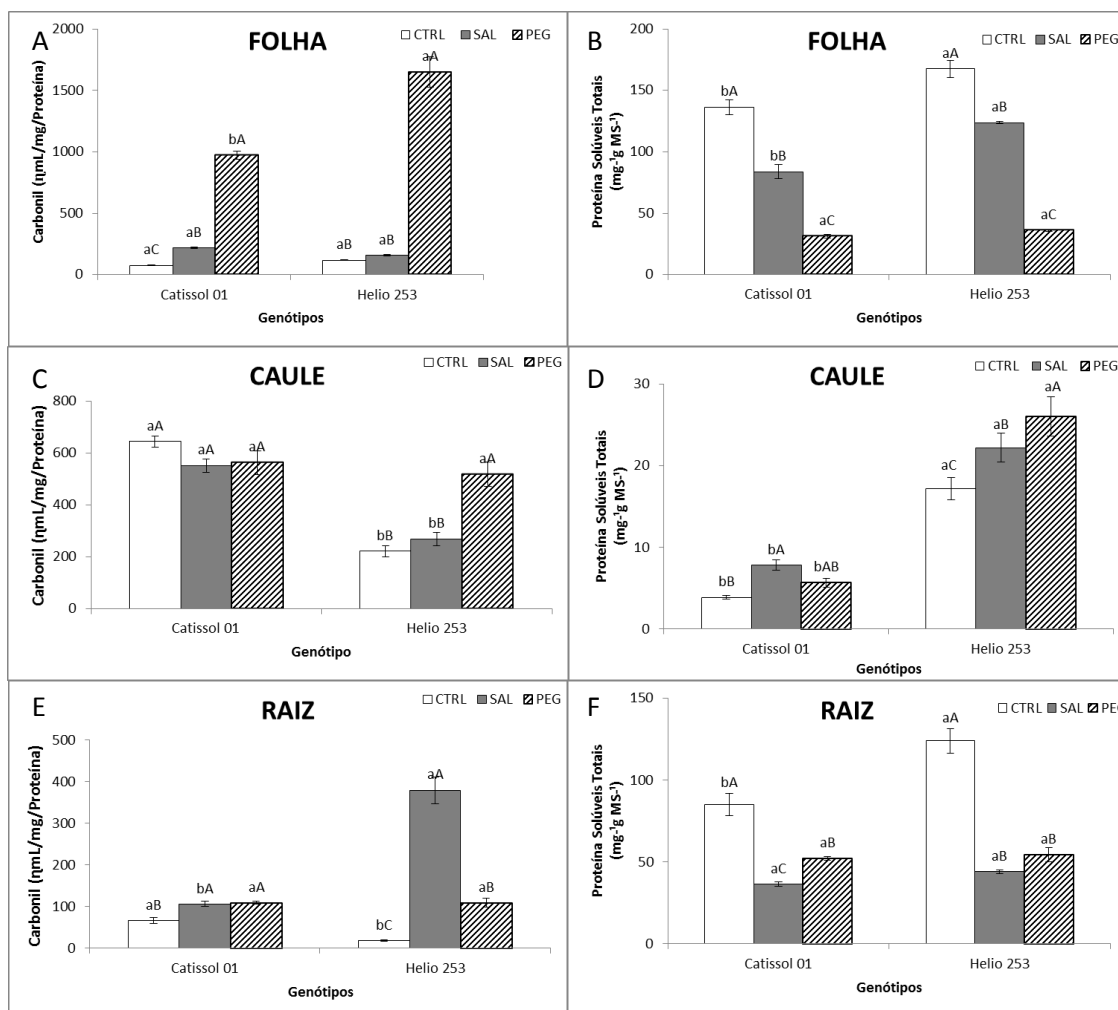 A
FOLHA
CTRL SAL PEG
Carbonil (ηmL/mg/Proteína)
2000
1500
1000
500
0
aC
aB
bA
aB
aB
aA
Catissol 01
Helio 253
Genótipos
B
FOLHA
CTRL SAL PEG
Proteína Solúveis Totais
(mg-¹g MS-¹)
200
150
100
50
0
bA
bB
aC
aA
aB
aC
Catissol 01
Helio 253
Genótipos
C
CAULE
CTRL SAL PEG
Carbonil (ηmL/mg/Proteína)
800
600
400
200
0
aA
aA
aA
bB
bB
aA
Catissol 01
Helio 253
Genótipo
D
CAULE
CTRL SAL PEG
Proteína Solúveis Totais
(mg-¹g MS-¹)
30
20
10
0
bB
bA
bAB
aC
aB
aA
Catissol 01
Helio 253
Genótipos
E
RAIZ
CTRL SAL PEG
Carbonil (ηmL/mg/Proteína)
500
400
300
200
100
0
aB
bA
aA
bC
aA
aB
Catissol 01
Helio 253
Genótipos
F
RAIZ
CTRL SAL PEG
Proteína Solúveis Totais
(mg-¹g MS-¹)
150
100
50
0
bA
aC
aB
aA
aB
aB
Catissol 01
Helio 253
Genótipos